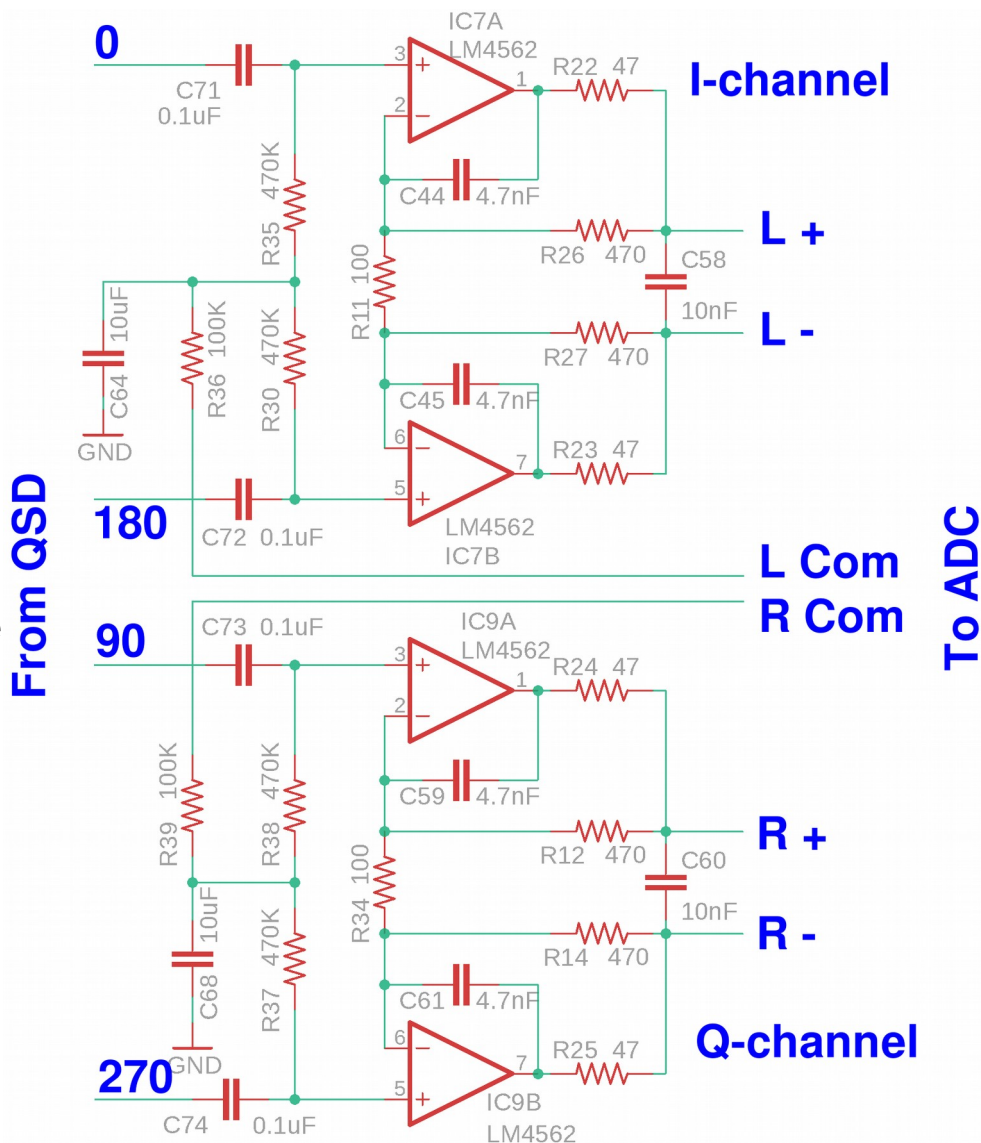 0
C71
0.1uF
IC7A
LM4562
3
2
1
R22 47
I-channel
R35 470K
C44 4.7nF
R26 470
L +
C58
10nF
R11 100
C64 10uF
GND
R36 100K
R30 470K
R27 470
L -
C45 4.7nF
6
5
7
R23 47
LM4562
IC7B
180
C72 0.1uF
From QSD
To ADC
L Com
R Com
90
C73 0.1uF
IC9A
LM4562
3
2
1
R24 47
R39 100K
R38 470K
C59 4.7nF
R12 470
R +
C60
10nF
R34 100
C68 10uF
GND
R37 470K
R14 470
R -
C61 4.7nF
6
5
7
R25 47
Q-channel
IC9B
LM4562
270
C74 0.1uF